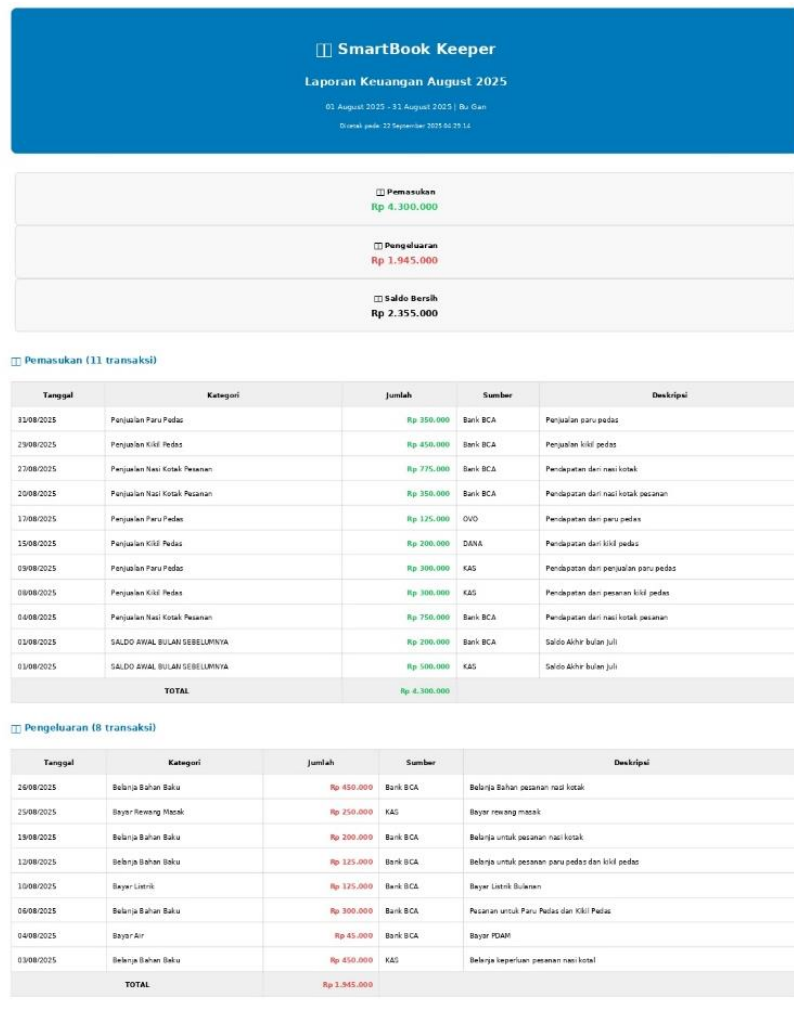 SmartBook Keeper
Laporan Keuangan August 2025
01 August 2025 - 31 August 2025 | Bu Gan
Dicetak pada: 22 September 2025 04:29:14
Pemasukan
Rp 4.300.000
Pengeluaran
Rp 1.945.000
Saldo Bersih
Rp 2.355.000
Pemasukan (11 transaksi)
Tanggal Kategori Jumlah Sumber Deskripsi
31/08/2025 Penjualan Paru Pedas Rp 350.000 Bank BCA Penjualan paru pedas
29/08/2025 Penjualan Kikil Pedas Rp 450.000 Bank BCA Penjualan kikil pedas
27/08/2025 Penjualan Nasi Kotak Pesanan Rp 775.000 Bank BCA Pendapatan dari nasi kotak
20/08/2025 Penjualan Nasi Kotak Pesanan Rp 350.000 Bank BCA Pendapatan dari nasi kotak pesanan
17/08/2025 Penjualan Paru Pedas Rp 125.000 OVO Pendapatan dari paru pedas
15/08/2025 Penjualan Kikil Pedas Rp 200.000 DANA Pendapatan dari kikil pedas
09/08/2025 Penjualan Paru Pedas Rp 300.000 KAS Pendapatan dari penjualan paru pedas
08/08/2025 Penjualan Kikil Pedas Rp 300.000 KAS Pendapatan dari pesanan kikil pedas
04/08/2025 Penjualan Nasi Kotak Pesanan Rp 750.000 Bank BCA Pendapatan dari nasi kotak pesanan
01/08/2025 SALDO AWAL BULAN SEBELUMNYA Rp 200.000 Bank BCA Saldo Akhir bulan Juli
01/08/2025 SALDO AWAL BULAN SEBELUMNYA Rp 500.000 KAS Saldo Akhir bulan Juli
TOTAL Rp 4.300.000
Pengeluaran (8 transaksi)
Tanggal Kategori Jumlah Sumber Deskripsi
26/08/2025 Belanja Bahan Baku Rp 450.000 Bank BCA Belanja Bahan pesanan nasi kotak
25/08/2025 Bayar Rewang Masak Rp 250.000 KAS Bayar rewang masak
19/08/2025 Belanja Bahan Baku Rp 200.000 Bank BCA Belanja untuk pesanan nasi kotak
12/08/2025 Belanja Bahan Baku Rp 125.000 Bank BCA Belanja untuk pesanan paru pedas dan kikil pedas
10/08/2025 Bayar Listrik Rp 125.000 Bank BCA Bayar Listrik Bulanan
06/08/2025 Belanja Bahan Baku Rp 300.000 Bank BCA Pesanan untuk Paru Pedas dan Kikil Pedas
04/08/2025 Bayar Air Rp 45.000 Bank BCA Bayar PDAM
03/08/2025 Belanja Bahan Baku Rp 450.000 KAS Belanja keperluan pesanan nasi kotal
TOTAL Rp 1.945.000